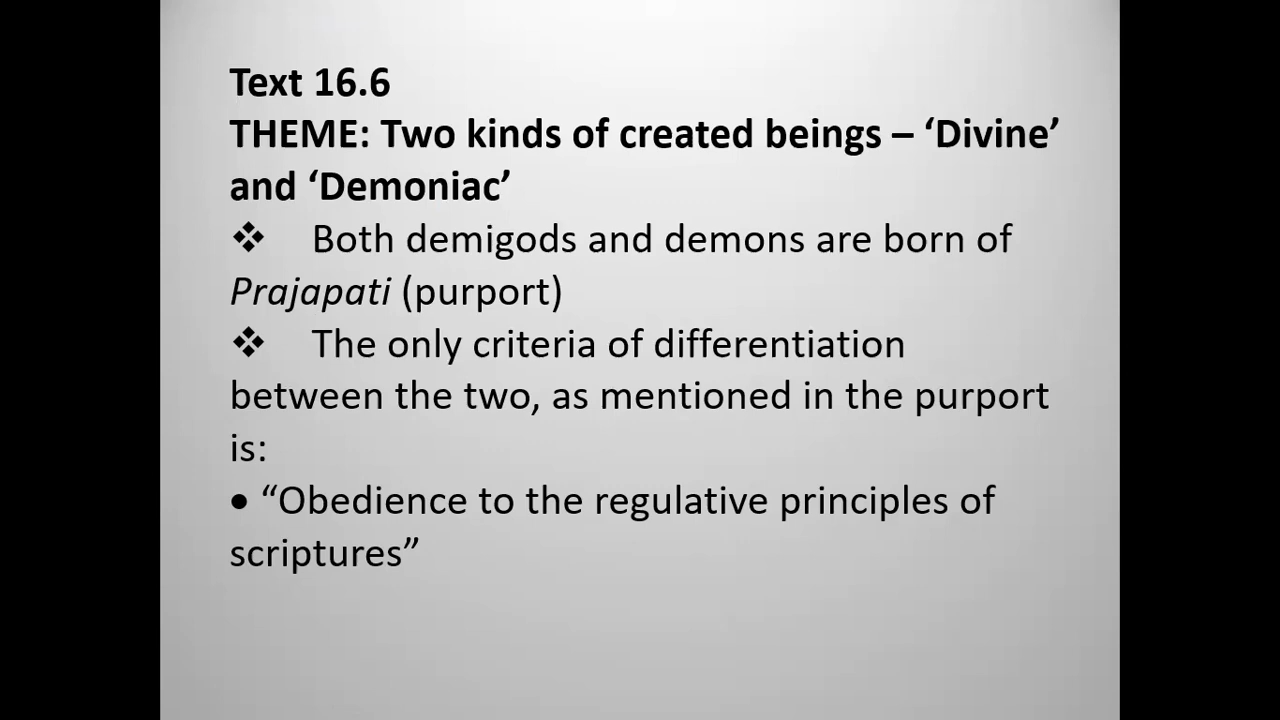 Text 16.6
THEME: Two kinds of created beings – ‘Divine’
and ‘Demoniac’
❖ Both demigods and demons are born of
Prajapati (purport)
❖ The only criteria of differentiation
between the two, as mentioned in the purport
is:
• “Obedience to the regulative principles of
scriptures”